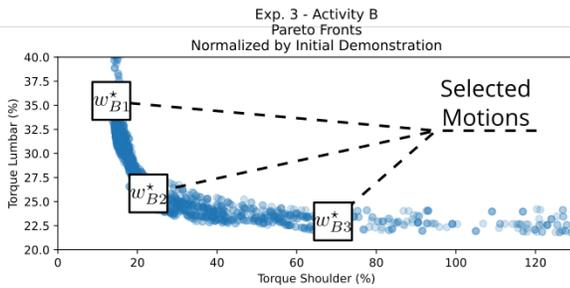 Exp. 3 - Activity B
Pareto Fronts
Normalized by Initial Demonstration
40.0
37.5
35.0
32.5
30.0
27.5
25.0
22.5
20.0
Torque Lumbar (%)
w⋆B1
w⋆B2
w⋆B3
Selected
Motions
0 20 40 60 80 100 120
Torque Shoulder (%)